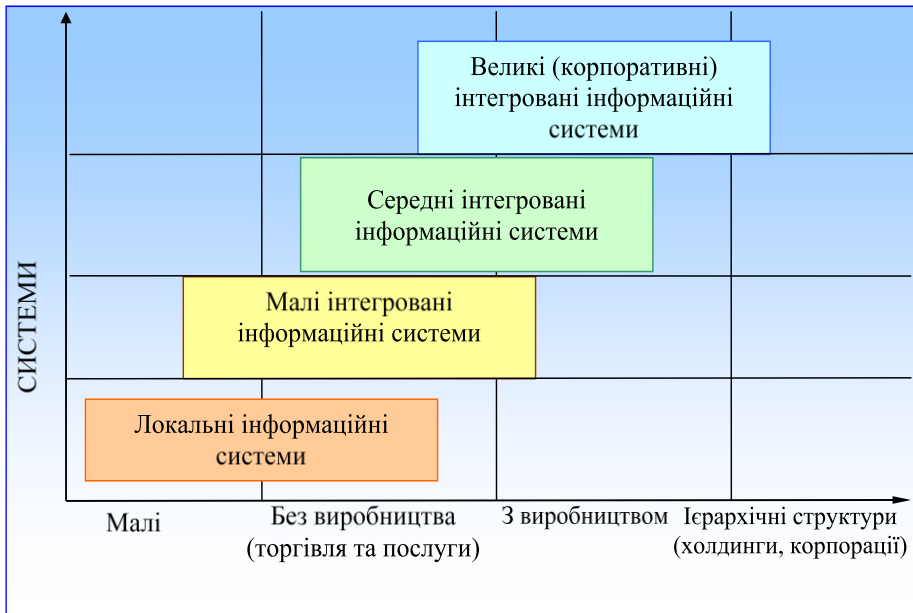 Великі (корпоративні)
інтегровані інформаційні
системи
Середні інтегровані
інформаційні системи
Малі інтегровані
інформаційні системи
Локальні інформаційні
системи
СИСТЕМИ
Малі
Без виробництва
(торгівля та послуги)
З виробництвом
Ієрархічні структури
(холдинги, корпорації)